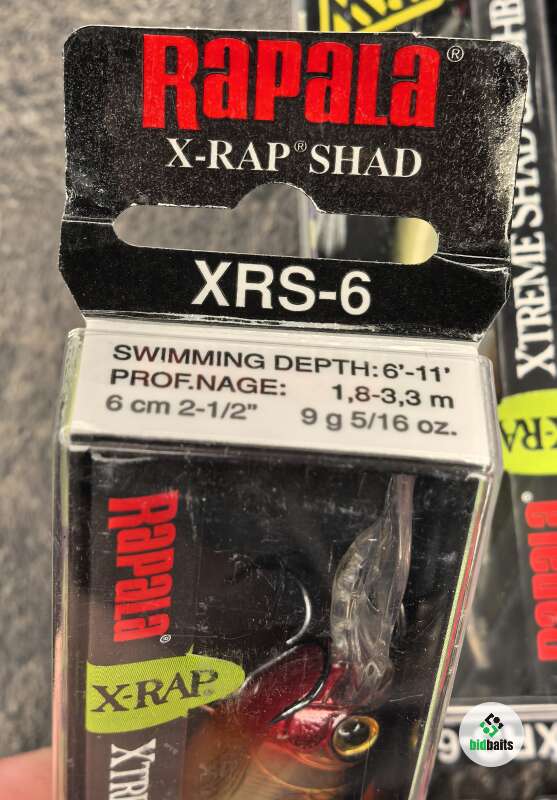 RAPALA®
X-RAP® SHAD
XRS-6
SWIMMING DEPTH: 6'-11'
PROF.NAGE: 1,8-3,3 m
6 cm 2-1/2" 9 g 5/16 oz.
RAPALA®
X-RAP®
XTREME SHAD
X-RA
bidbaits